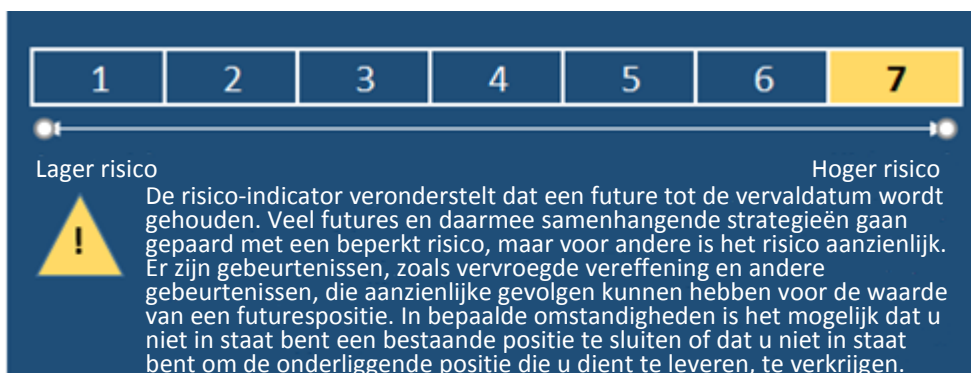 1 2 3 4 5 6 7
Lager risico Hoger risico
!
De risico-indicator veronderstelt dat een future tot de vervaldatum wordt
gehouden. Veel futures en daarmee samenhangende strategieën gaan
gepaard met een beperkt risico, maar voor andere is het risico aanzienlijk.
Er zijn gebeurtenissen, zoals vervroegde vereffening en andere
gebeurtenissen, die aanzienlijke gevolgen kunnen hebben voor de waarde
van een futurespositie. In bepaalde omstandigheden is het mogelijk dat u
niet in staat bent een bestaande positie te sluiten of dat u niet in staat
bent om de onderliggende positie die u dient te leveren, te verkrijgen.